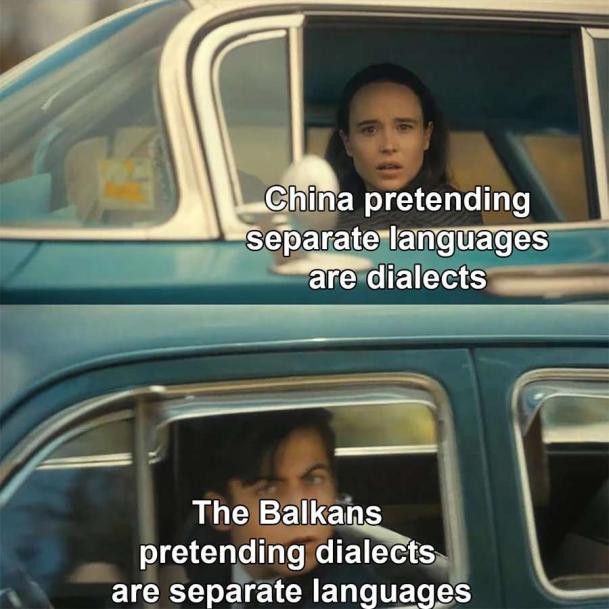 China pretending
separate languages
are dialects
The Balkans
pretending dialects
are separate languages